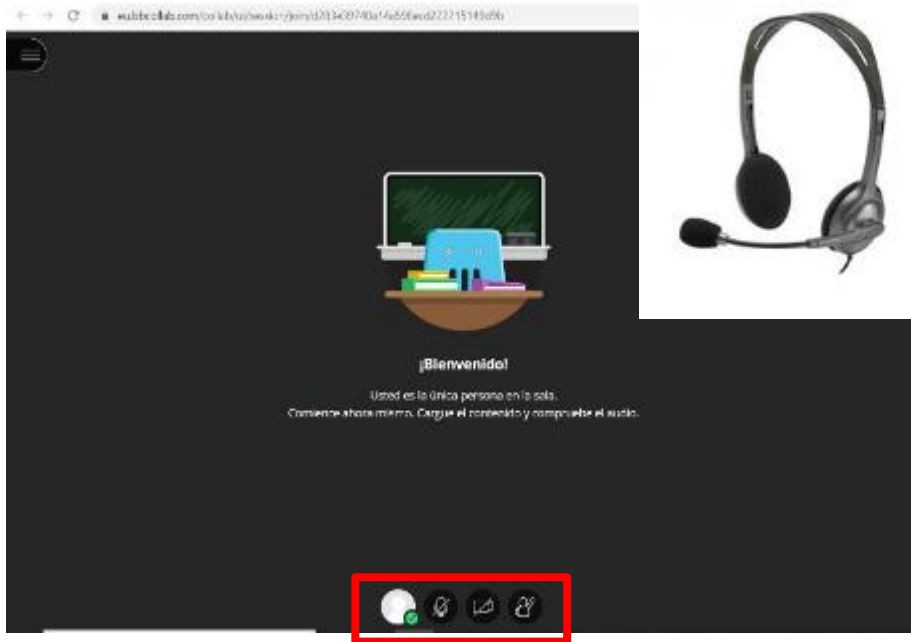 ¡Bienvenido!
Usted es la única persona en la sala.
Comience ahora mismo. Cargue el contenido y compruebe el audio.